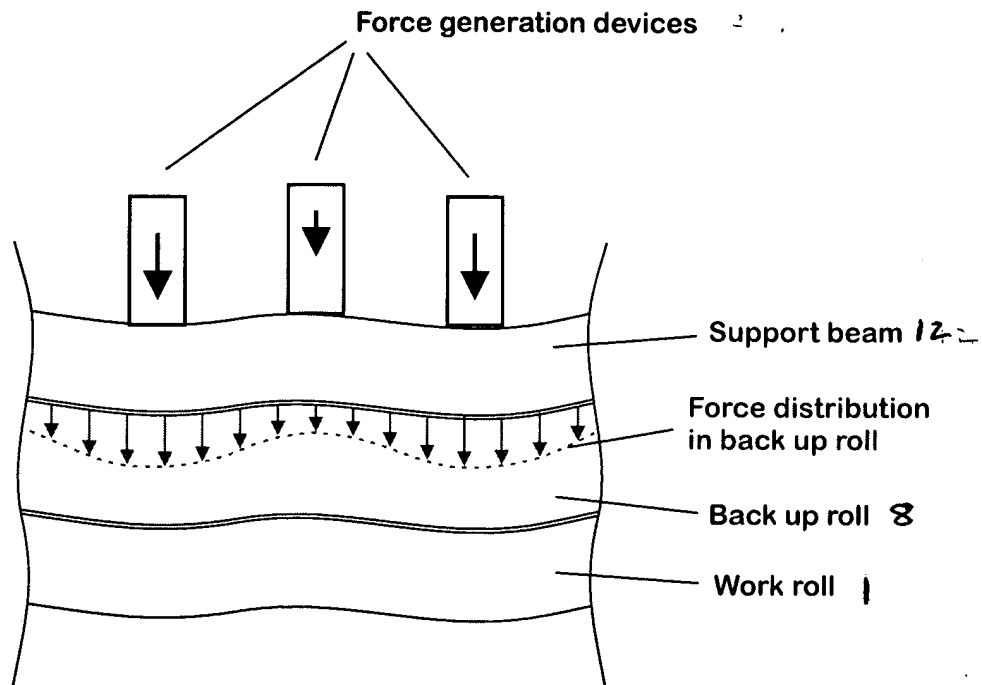 Force generation devices
Support beam 12
Force distribution
in back up roll
Back up roll 8
Work roll 1